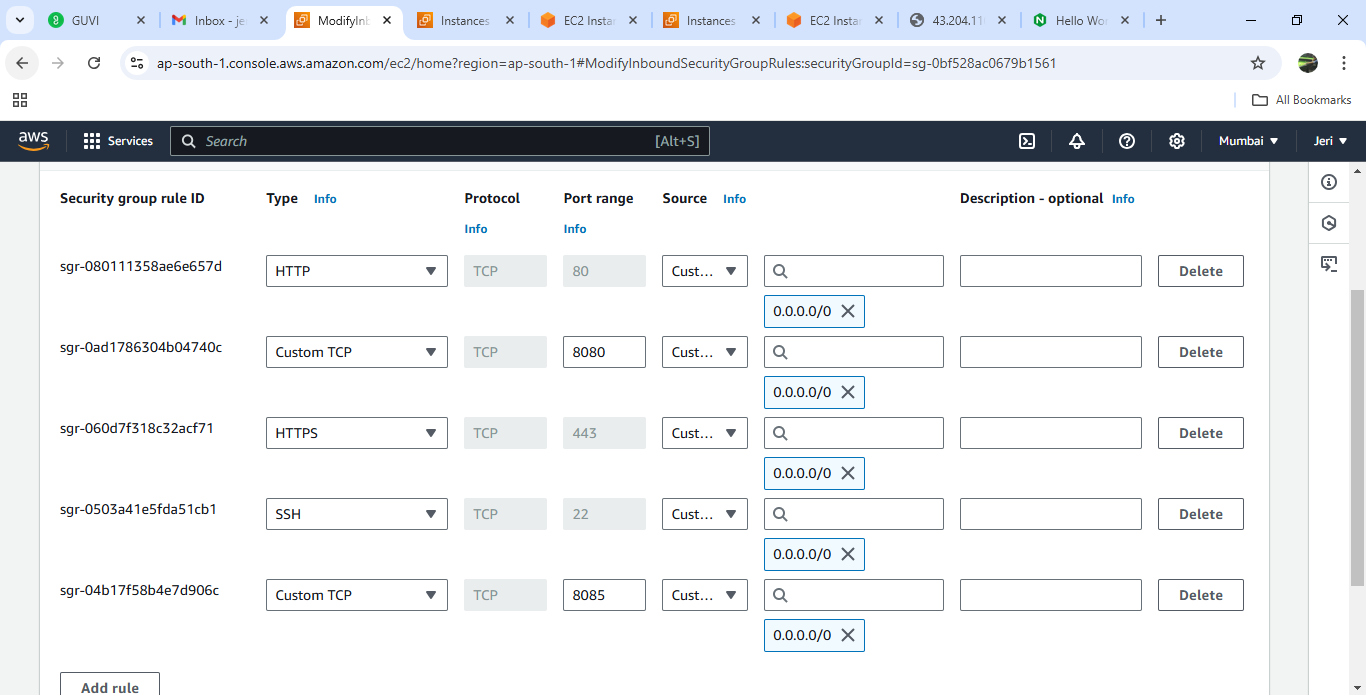 GUVI
Inbox - je
ModifyInb
Instances
EC2 Instan
Instances
EC2 Instan
43.204.11
Hello Wor
ap-south-1.console.aws.amazon.com/ec2/home?region=ap-south-1#ModifyInboundSecurityGroupRules:securityGroupId=sg-0bf528ac0679b1561
All Bookmarks
aws Services Search [Alt+S] Mumbai Jeri
Security group rule ID Type Info Protocol Port range Source Info Description - optional Info
Info Info
sgr-080111358ae6e657d HTTP TCP 80 Cust... Delete
0.0.0.0/0
sgr-0ad1786304b04740c Custom TCP TCP 8080 Cust... Delete
0.0.0.0/0
sgr-060d7f318c32acf71 HTTPS TCP 443 Cust... Delete
0.0.0.0/0
sgr-0503a41e5fda51cb1 SSH TCP 22 Cust... Delete
0.0.0.0/0
sgr-04b17f58b4e7d906c Custom TCP TCP 8085 Cust... Delete
0.0.0.0/0
Add rule